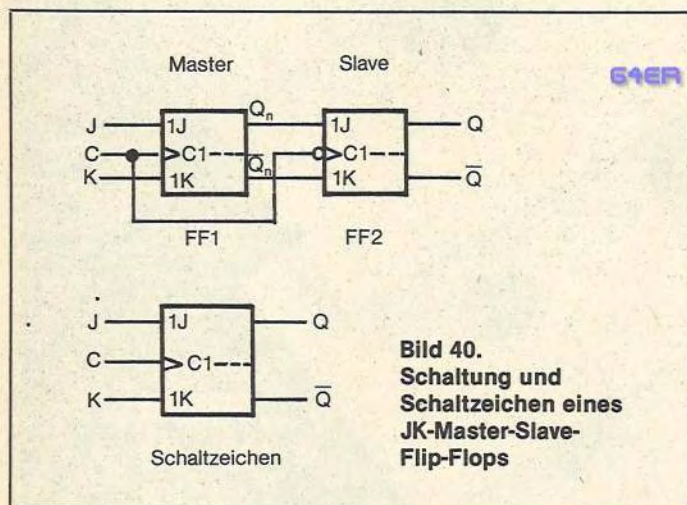 Master Slave
64ER
J 1J Qn 1J Q
C C1 Q̅n C1
K 1K 1K Q̅
FF1 FF2
J 1J Q
C C1
K 1K Q̅
Schaltzeichen
Bild 40.
Schaltung und
Schaltzeichen eines
JK-Master-Slave-
Flip-Flops